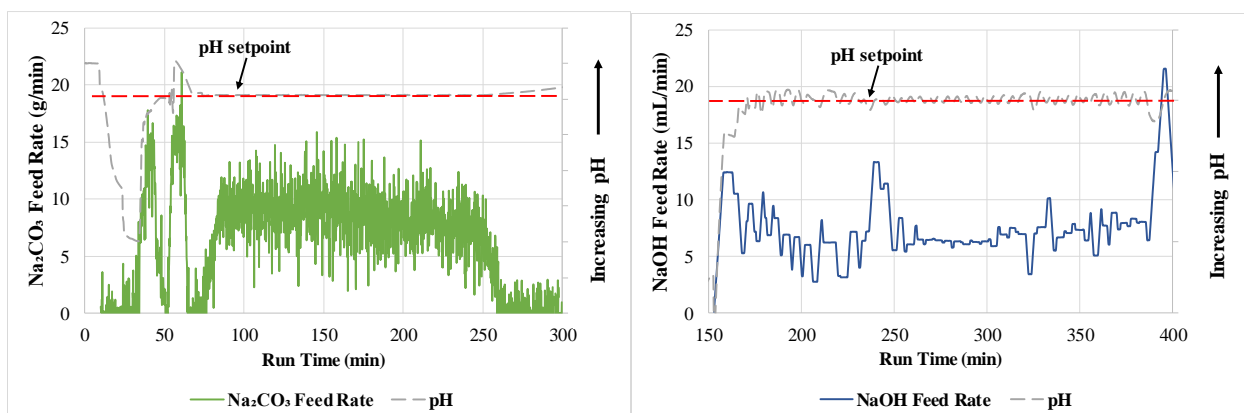 25
20
15
10
5
0
Na₂CO₃ Feed Rate (g/min)
pH setpoint
Increasing pH
0 50 100 150 200 250 300
Run Time (min)
Na₂CO₃ Feed Rate pH
25
20
15
10
5
0
NaOH Feed Rate (mL/min)
pH setpoint
Increasing pH
150 200 250 300 350 400
Run Time (min)
NaOH Feed Rate pH